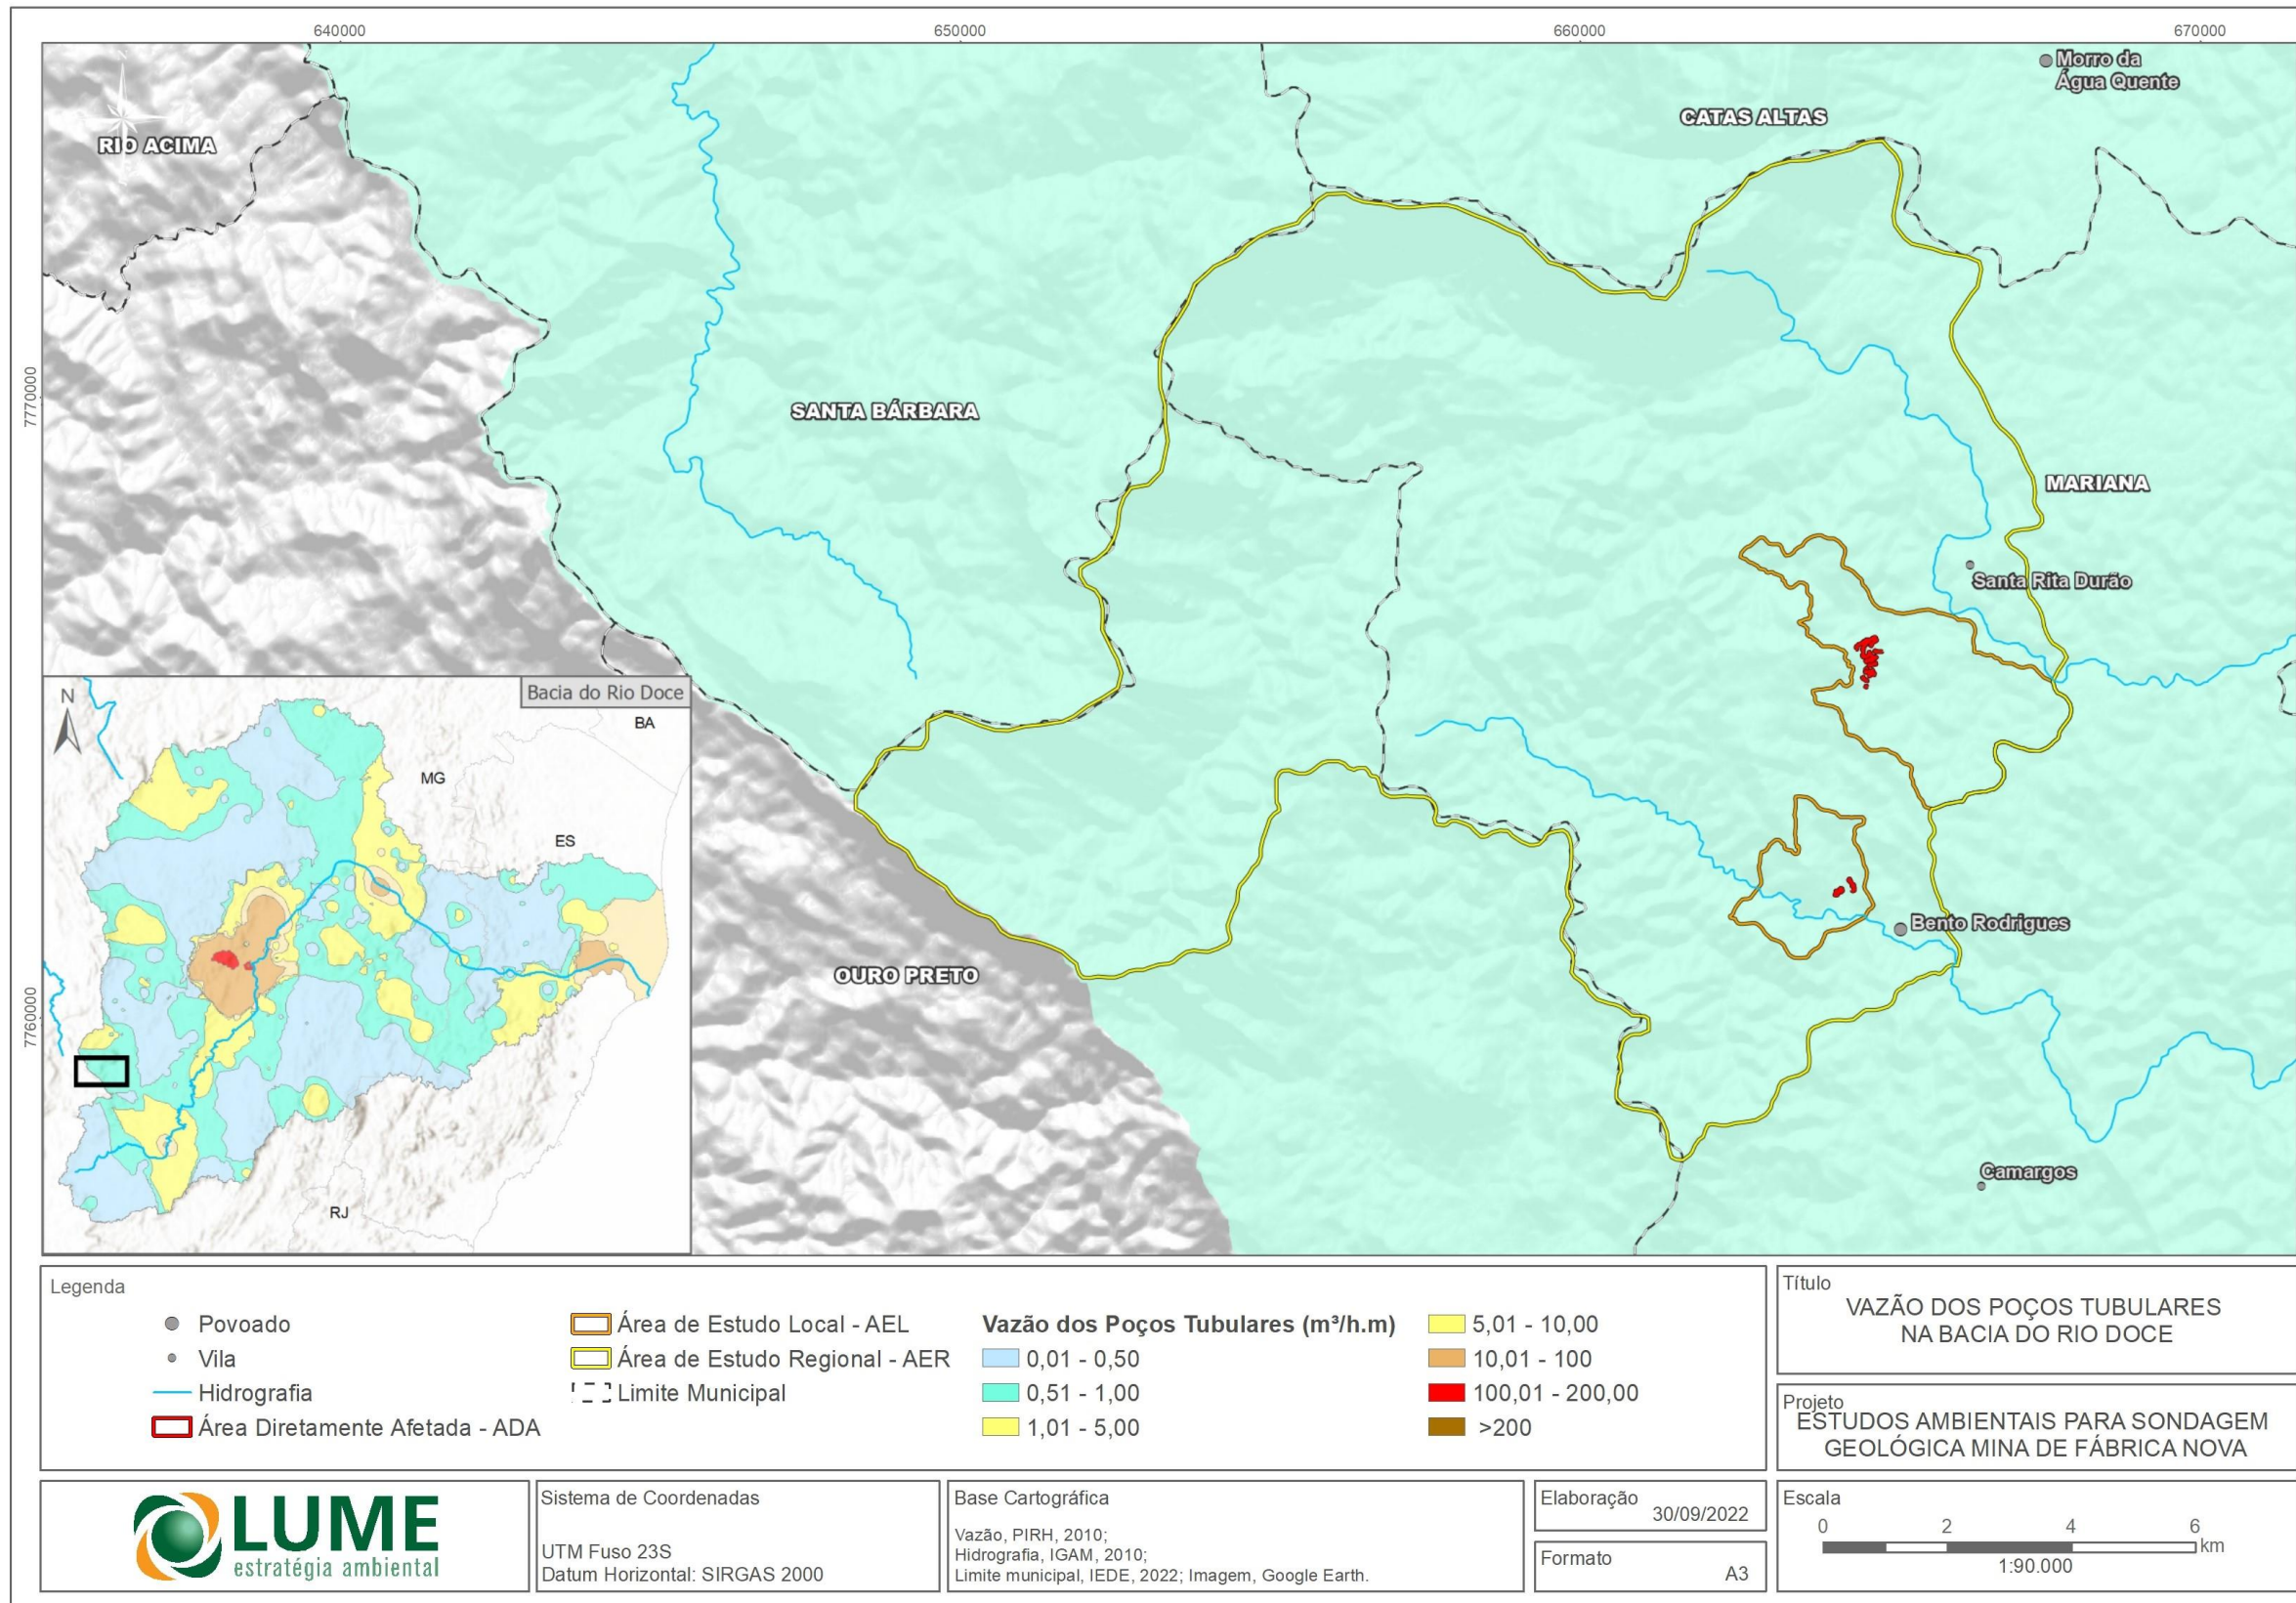 640000
650000
660000
670000
7770000
7760000
Morro da
Água Quente
CATAS ALTAS
RIO ACIMA
SANTA BÁRBARA
MARIANA
Santa Rita Durão
Bento Rodrigues
OURO PRETO
Camargos
Bacia do Rio Doce
N
BA
MG
ES
RJ
Legenda
Povoado
Vila
Hidrografia
Área Diretamente Afetada - ADA
Área de Estudo Local - AEL
Área de Estudo Regional - AER
Limite Municipal
Vazão dos Poços Tubulares (m³/h.m)
0,01 - 0,50
0,51 - 1,00
1,01 - 5,00
5,01 - 10,00
10,01 - 100
100,01 - 200,00
>200
Título
VAZÃO DOS POÇOS TUBULARES
NA BACIA DO RIO DOCE
Projeto
ESTUDOS AMBIENTAIS PARA SONDAGEM
GEOLÓGICA MINA DE FÁBRICA NOVA
LUME
estratégia ambiental
Sistema de Coordenadas
UTM Fuso 23S
Datum Horizontal: SIRGAS 2000
Base Cartográfica
Vazão, PIRH, 2010;
Hidrografia, IGAM, 2010;
Limite municipal, IEDE, 2022; Imagem, Google Earth.
Elaboração
30/09/2022
Formato
A3
Escala
0 2 4 6
km
1:90.000